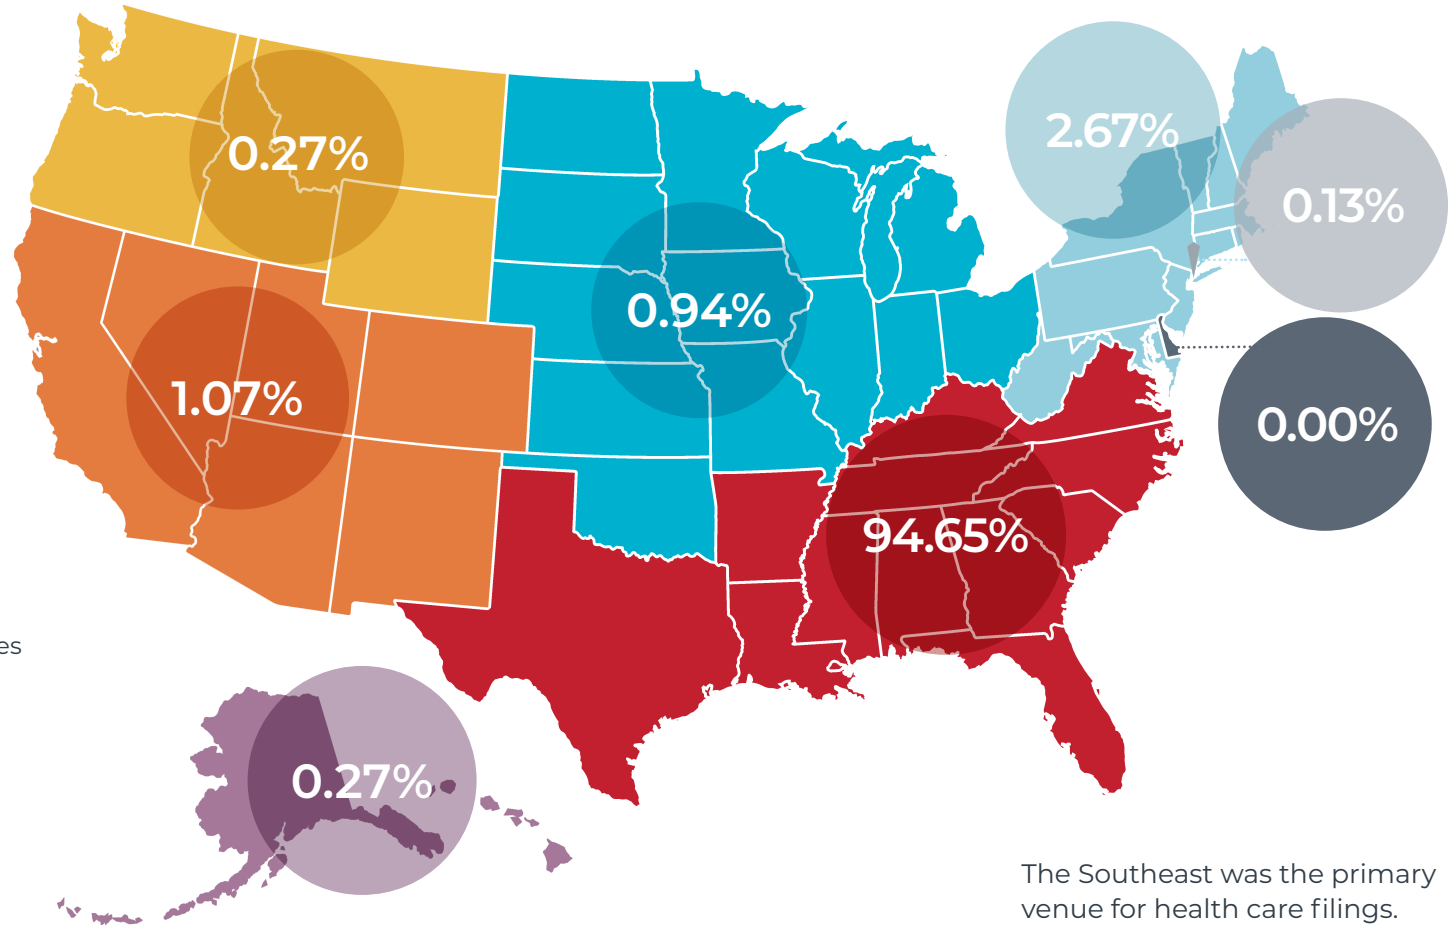 2.67%
0.27%
0.13%
0.94%
1.07%
0.00%
94.65%
es
0.27%
The Southeast was the primary
venue for health care filings.